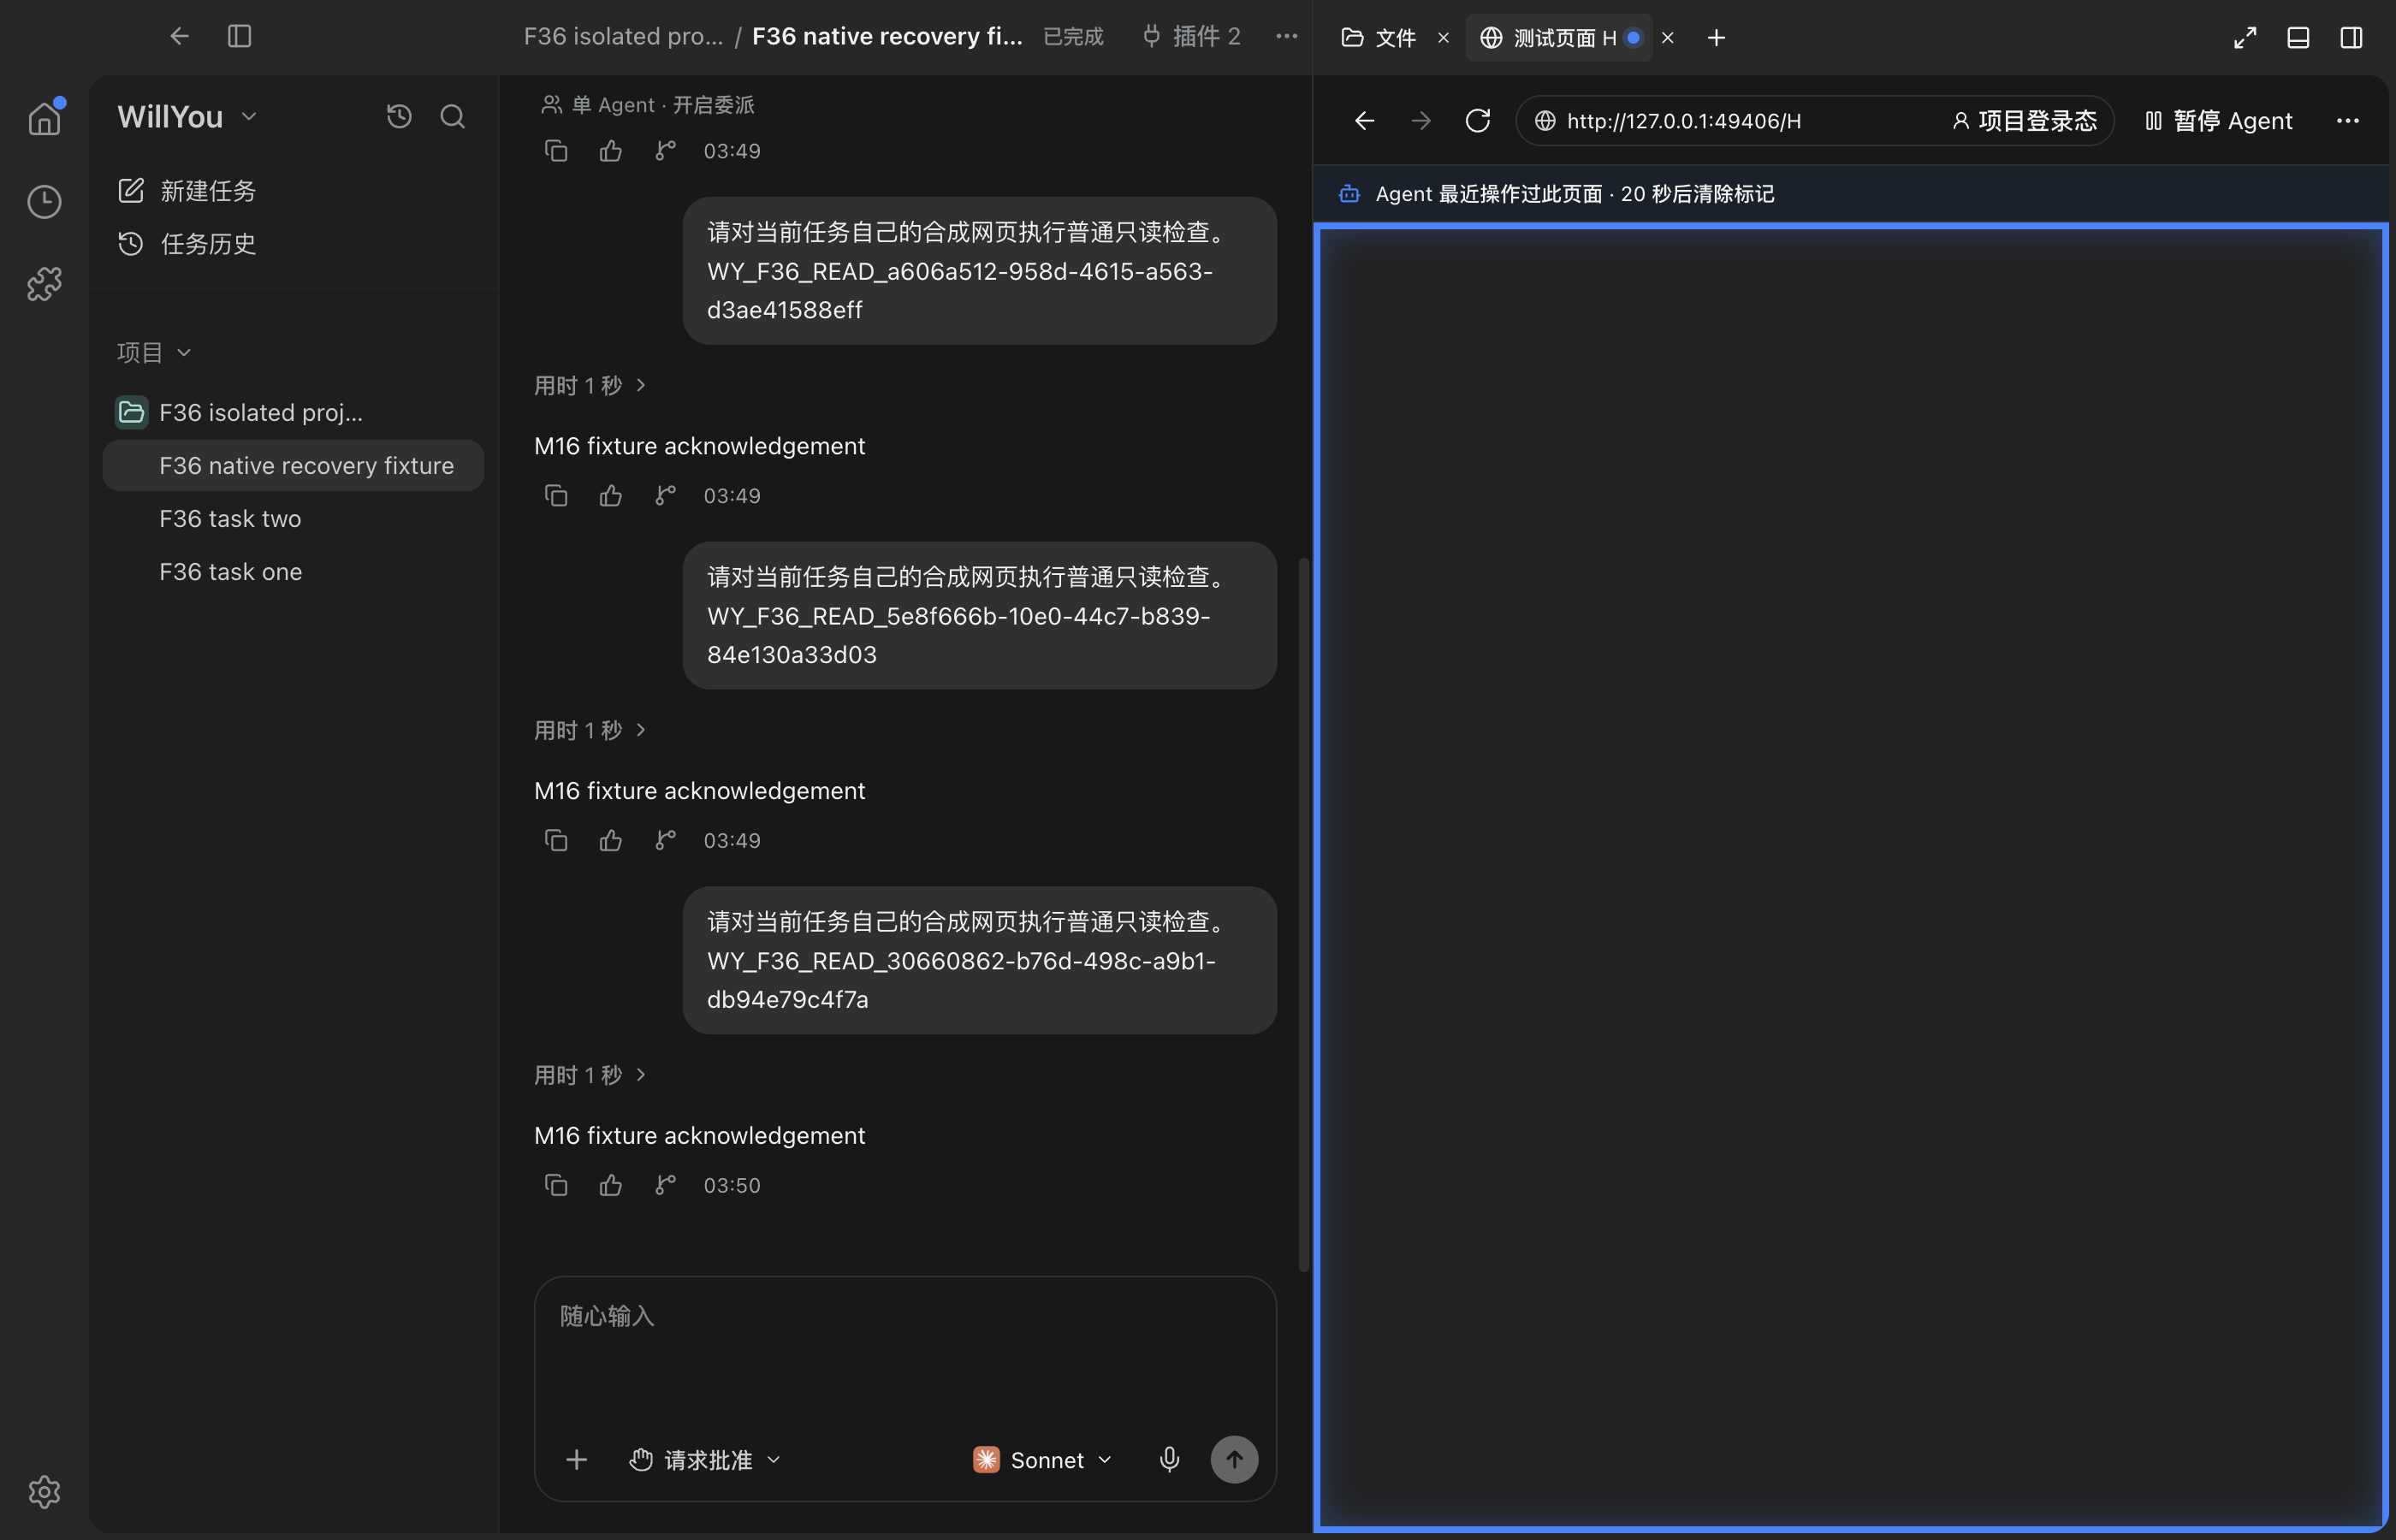 F36 isolated pro... / F36 native recovery fi... 已完成 插件 2
文件
测试页面 H
WillYou
新建任务
任务历史
项目
F36 isolated proj...
F36 native recovery fixture
F36 task two
F36 task one
单 Agent · 开启委派
03:49
请对当前任务自己的合成网页执行普通只读检查。
WY_F36_READ_a606a512-958d-4615-a563-
d3ae41588eff
用时 1 秒
M16 fixture acknowledgement
03:49
请对当前任务自己的合成网页执行普通只读检查。
WY_F36_READ_5e8f666b-10e0-44c7-b839-
84e130a33d03
用时 1 秒
M16 fixture acknowledgement
03:49
请对当前任务自己的合成网页执行普通只读检查。
WY_F36_READ_30660862-b76d-498c-a9b1-
db94e79c4f7a
用时 1 秒
M16 fixture acknowledgement
03:50
随心输入
请求批准
Sonnet
http://127.0.0.1:49406/H
项目登录态
暂停 Agent
Agent 最近操作过此页面 · 20 秒后清除标记